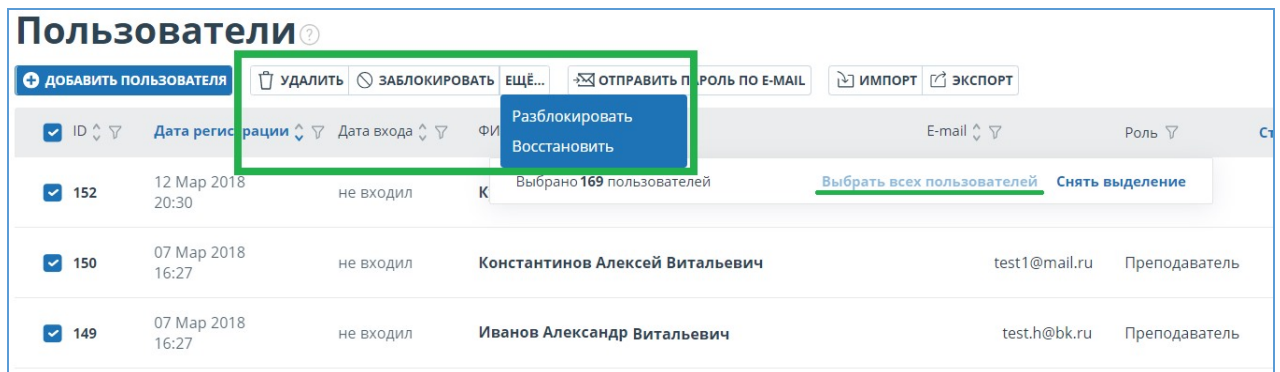 Пользователи
ДОБАВИТЬ ПОЛЬЗОВАТЕЛЯ УДАЛИТЬ ЗАБЛОКИРОВАТЬ ЕЩЁ... ОТПРАВИТЬ ПАРОЛЬ ПО E-MAIL ИМПОРТ ЭКСПОРТ
Разблокировать
Восстановить
ID Дата регистрации Дата входа E-mail Роль
Выбрано 169 пользователей Выбрать всех пользователей Снять выделение
152 12 Мар 2018 20:30 не входил К
150 07 Мар 2018 16:27 не входил Константинов Алексей Витальевич test1@mail.ru Преподаватель
149 07 Мар 2018 16:27 не входил Иванов Александр Витальевич test.h@bk.ru Преподаватель